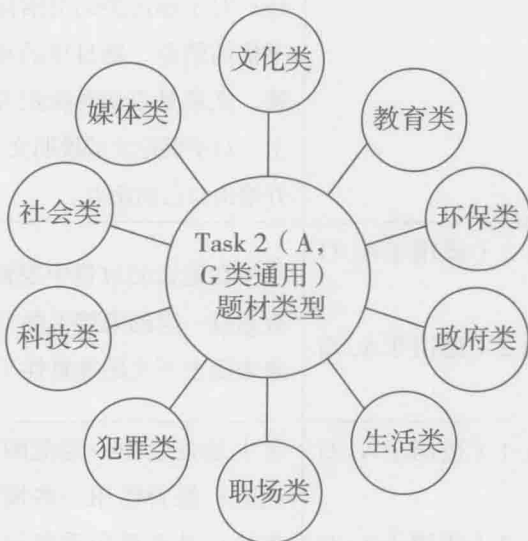 文化类
媒体类
教育类
社会类
环保类
Task 2（A，
G 类通用）
题材类型
科技类
政府类
犯罪类
生活类
职场类